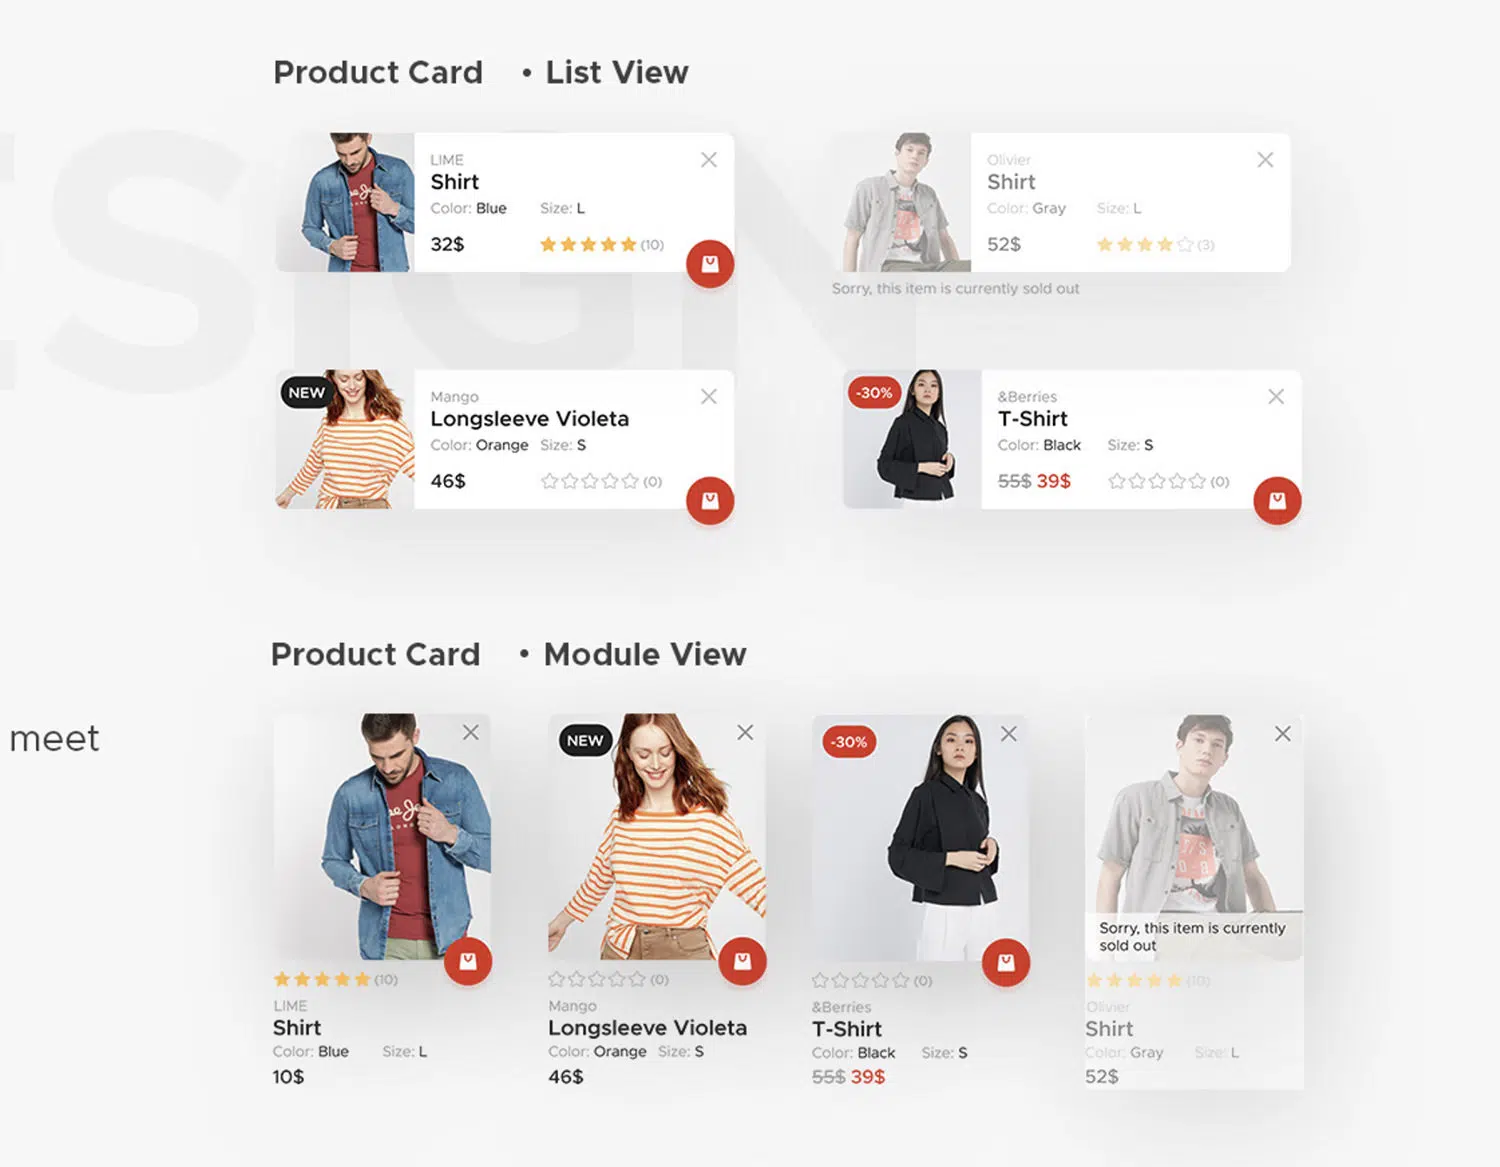 Product Card • List View
LIME
Shirt
Color: Blue Size: L
32$ (10)
Olivier
Shirt
Color: Gray Size: L
52$ (3)
Sorry, this item is currently sold out
NEW
Mango
Longsleeve Violeta
Color: Orange Size: S
46$ (0)
-30%
&Berries
T-Shirt
Color: Black Size: S
55$ 39$ (0)
ESIGN
Product Card • Module View
meet
(10)
LIME
Shirt
Color: Blue Size: L
10$
NEW
(0)
Mango
Longsleeve Violeta
Color: Orange Size: S
46$
-30%
(0)
&Berries
T-Shirt
Color: Black Size: S
55$ 39$
Sorry, this item is currently
sold out
(10)
Olivier
Shirt
Color: Gray Size: L
52$